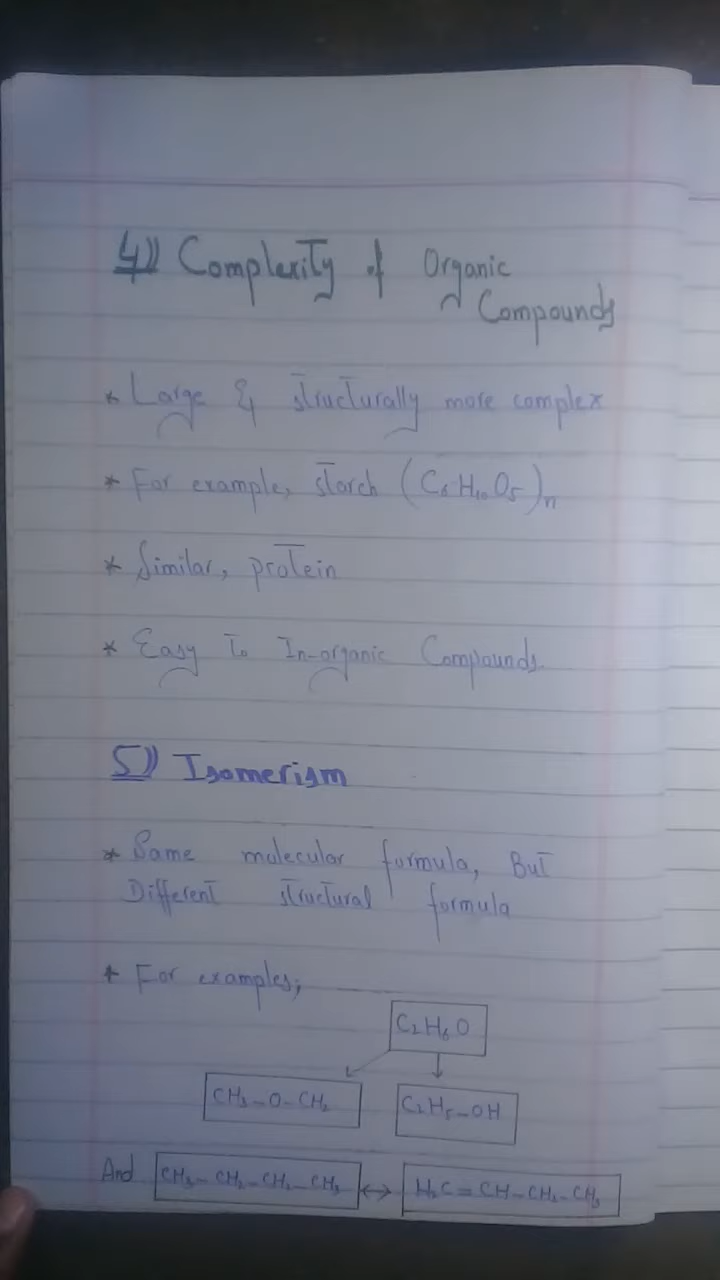 4)) Complexity of Organic
Compounds
* Large & structurally more complex
* For example, starch (C6H10O5)n
* Similar, protein
* Easy To In-organic Compounds.
5)) Isomerism
* Same molecular formula, But
Different structural formula
* For examples;
C2H6O
CH3-O-CH3 C2H5-OH
And CH3-CH2-CH2-CH3 ↔ H2C=CH-CH2-CH3